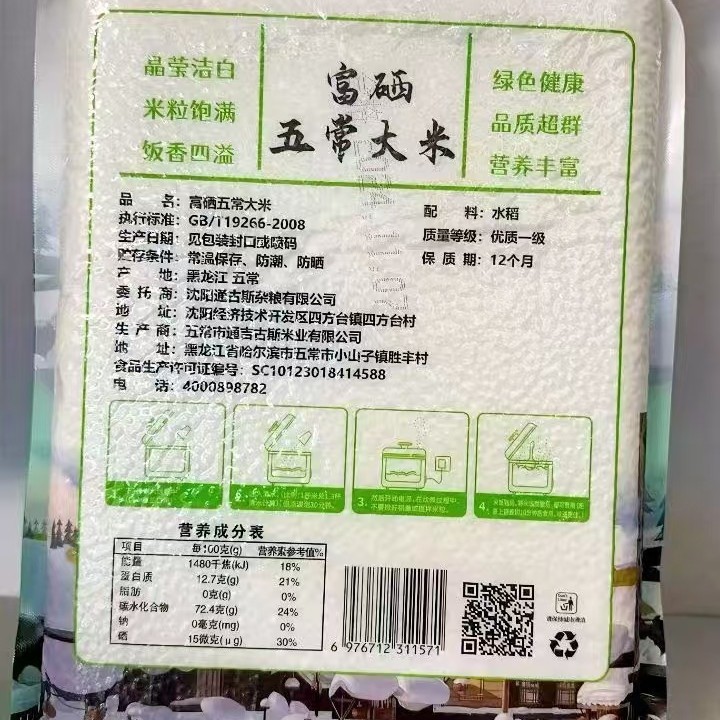 晶莹洁白
米粒饱满
饭香四溢
富硒
五常大米
绿色健康
品质超群
营养丰富
品 名：富硒五常大米
执行标准：GB/T19266-2008
生产日期：见包装封口或喷码
贮存条件：常温保存、防潮、防晒
产 地：黑龙江 五常
委 托 商：沈阳通古斯杂粮有限公司
地 址：沈阳经济技术开发区四方台镇四方台村
生 产 商：五常市通吉古斯米业有限公司
地 址：黑龙江省哈尔滨市五常市小山子镇胜丰村
食品生产许可证编号：SC10123018414588
电 话：4000898782
配 料：水稻
质量等级：优质一级
保 质 期：12个月
3.
4.
营养成分表
项目 每100克(g) 营养素参考值%
能量 1480千焦(kJ) 18%
蛋白质 12.7克(g) 21%
脂肪 0克(g) 0%
碳水化合物 72.4克(g) 24%
钠 0毫克(mg) 0%
硒 15微克(μg) 30%
6 976712 311571